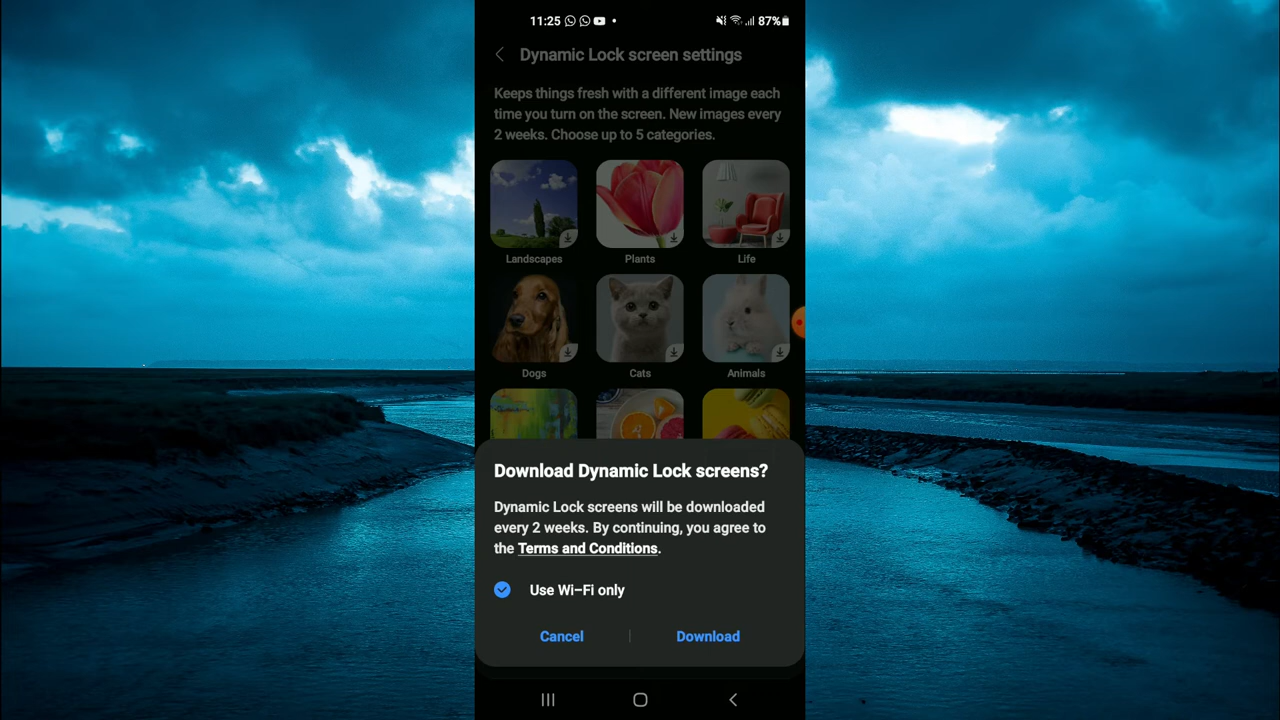 11:25
87%
Dynamic Lock screen settings
Keeps things fresh with a different image each
time you turn on the screen. New images every
2 weeks. Choose up to 5 categories.
Landscapes Plants Life
Dogs Cats Animals
Download Dynamic Lock screens?
Dynamic Lock screens will be downloaded
every 2 weeks. By continuing, you agree to
the Terms and Conditions.
Use Wi-Fi only
Cancel | Download